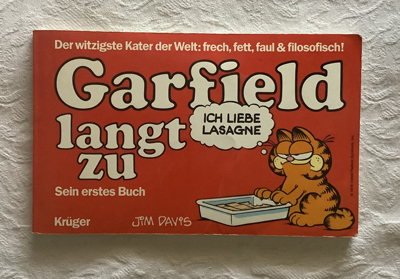 Der witzigste Kater der Welt: frech, fett, faul & filosofisch!
Garfield
langt
zu
ICH LIEBE
LASAGNE
Sein erstes Buch
Krüger
JIM DAVIS